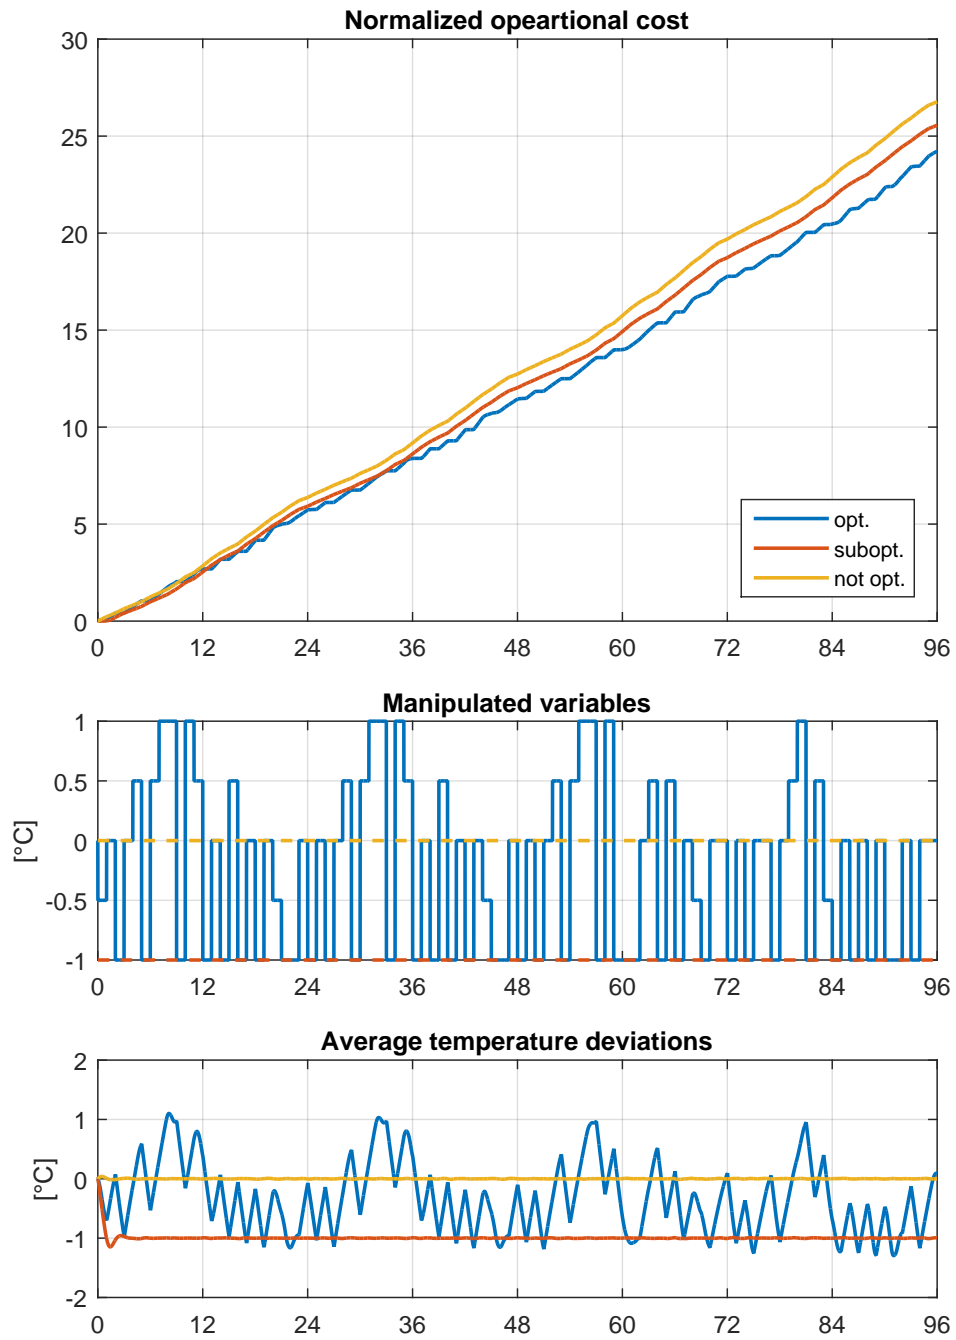 Normalized opeartional cost
30
25
20
15
10
5
0
opt.
subopt.
not opt.
0 12 24 36 48 60 72 84 96
Manipulated variables
1
0.5
0
-0.5
-1
[°C]
0 12 24 36 48 60 72 84 96
Average temperature deviations
2
1
0
-1
-2
[°C]
0 12 24 36 48 60 72 84 96